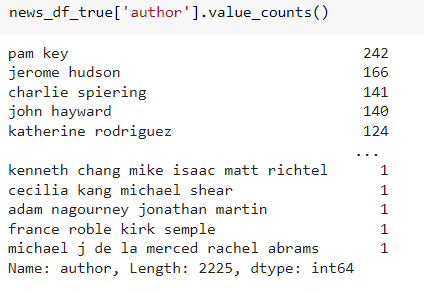 news_df_true['author'].value_counts()
pam key 242
jerome hudson 166
charlie spiering 141
john hayward 140
katherine rodriguez 124
...
kenneth chang mike isaac matt richtel 1
cecilia kang michael shear 1
adam nagourney jonathan martin 1
france roble kirk semple 1
michael j de la merced rachel abrams 1
Name: author, Length: 2225, dtype: int64